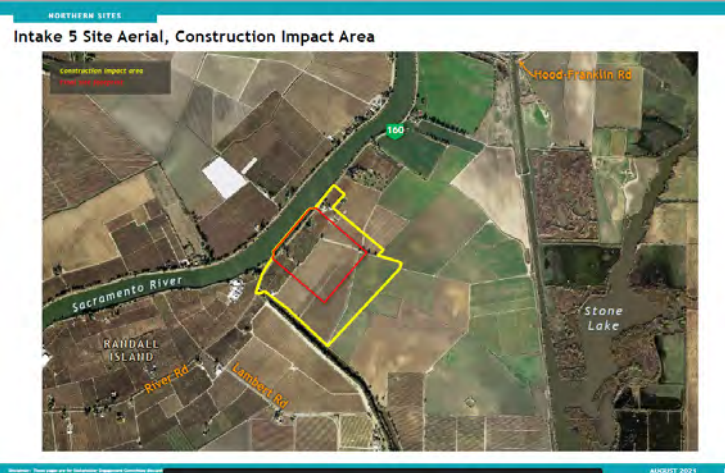 NORTHERN SITES
Intake 5 Site Aerial, Construction Impact Area
Construction impact area
Hood Franklin Rd
160
Sacramento River
Stone
Lake
RANDALL
ISLAND
River Rd
Lambert Rd
AUGUST 2021